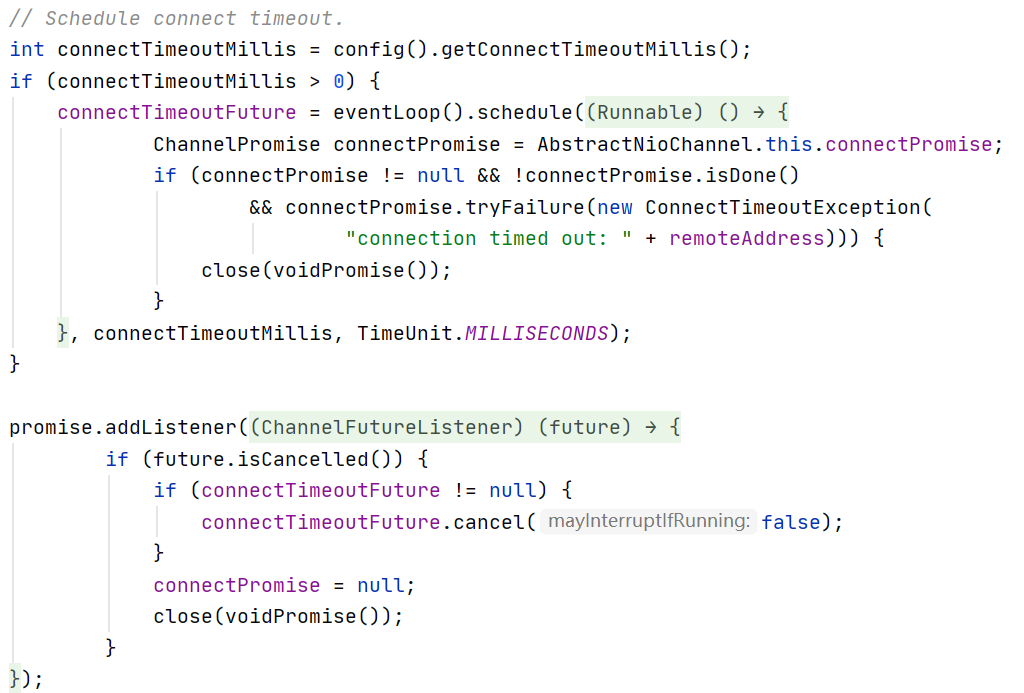 // Schedule connect timeout.
int connectTimeoutMillis = config().getConnectTimeoutMillis();
if (connectTimeoutMillis > 0) {
    connectTimeoutFuture = eventLoop().schedule((Runnable) () → {
            ChannelPromise connectPromise = AbstractNioChannel.this.connectPromise;
            if (connectPromise != null && !connectPromise.isDone()
                    && connectPromise.tryFailure(new ConnectTimeoutException(
                            "connection timed out: " + remoteAddress))) {
                close(voidPromise());
            }
    }, connectTimeoutMillis, TimeUnit.MILLISECONDS);
}

promise.addListener((ChannelFutureListener) (future) → {
        if (future.isCancelled()) {
            if (connectTimeoutFuture != null) {
                connectTimeoutFuture.cancel( mayInterruptIfRunning: false);
            }
            connectPromise = null;
            close(voidPromise());
        }
});